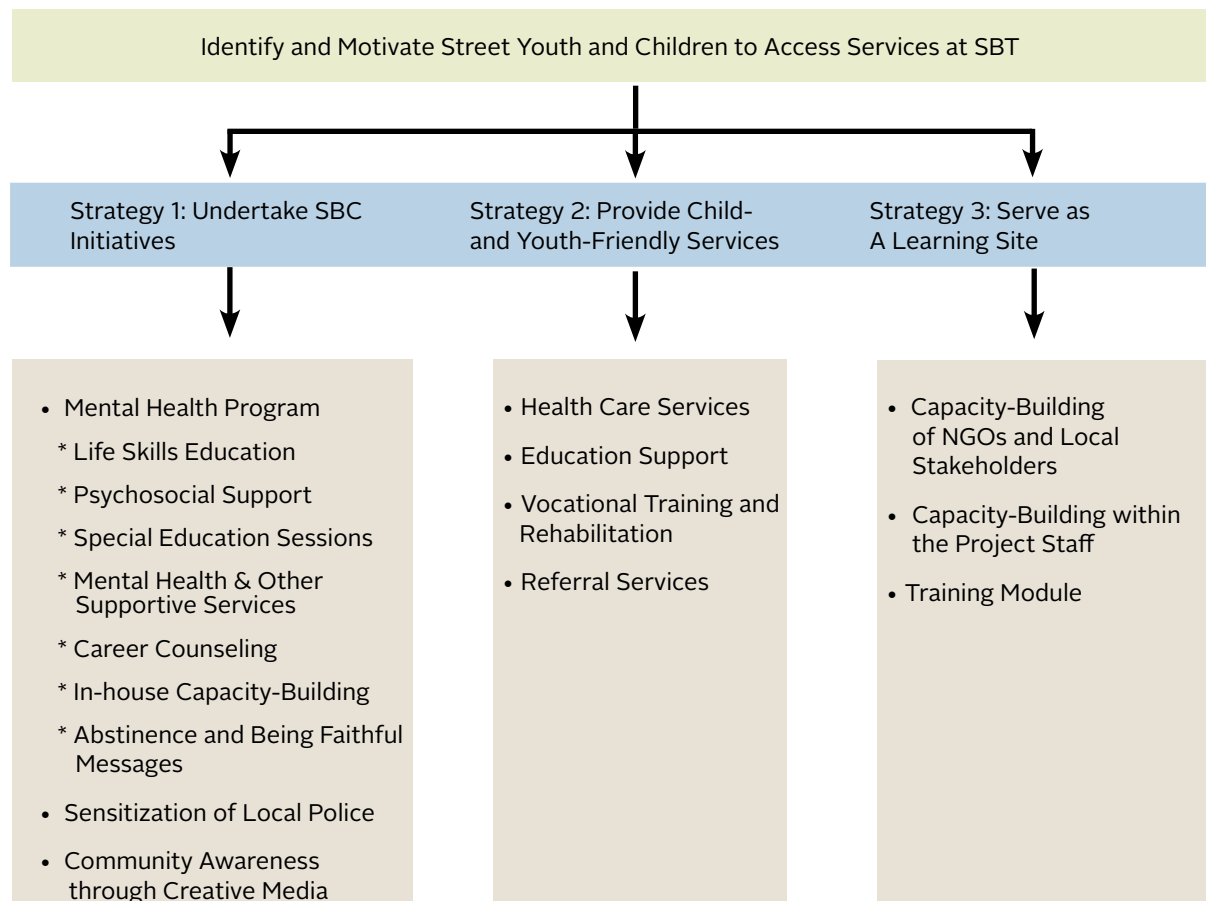 Identify and Motivate Street Youth and Children to Access Services at SBT
Strategy 1: Undertake SBC
Initiatives
Strategy 2: Provide Child-
and Youth-Friendly Services
Strategy 3: Serve as
A Learning Site
• Mental Health Program
* Life Skills Education
* Psychosocial Support
* Special Education Sessions
* Mental Health & Other
Supportive Services
* Career Counseling
* In-house Capacity-Building
* Abstinence and Being Faithful
Messages
• Sensitization of Local Police
• Community Awareness
through Creative Media
• Health Care Services
• Education Support
• Vocational Training and
Rehabilitation
• Referral Services
• Capacity-Building
of NGOs and Local
Stakeholders
• Capacity-Building within
the Project Staff
• Training Module